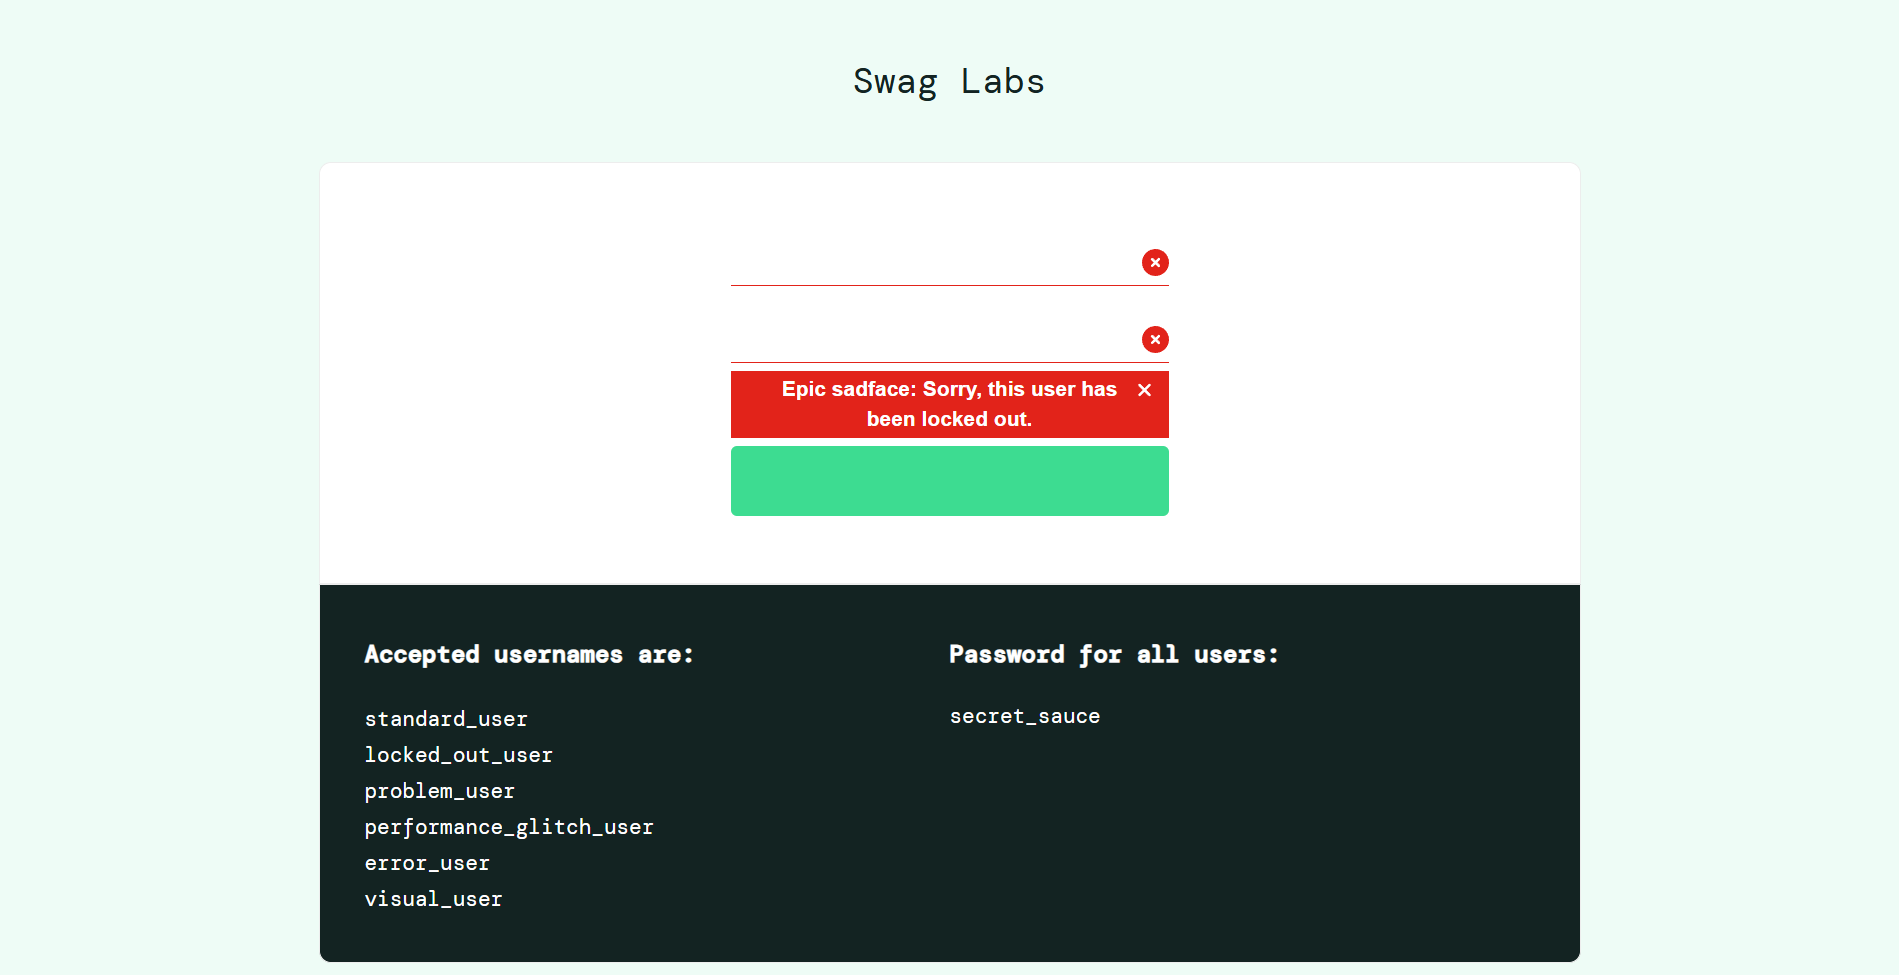 Swag Labs
Epic sadface: Sorry, this user has
been locked out.
Accepted usernames are:
standard_user
locked_out_user
problem_user
performance_glitch_user
error_user
visual_user
Password for all users:
secret_sauce